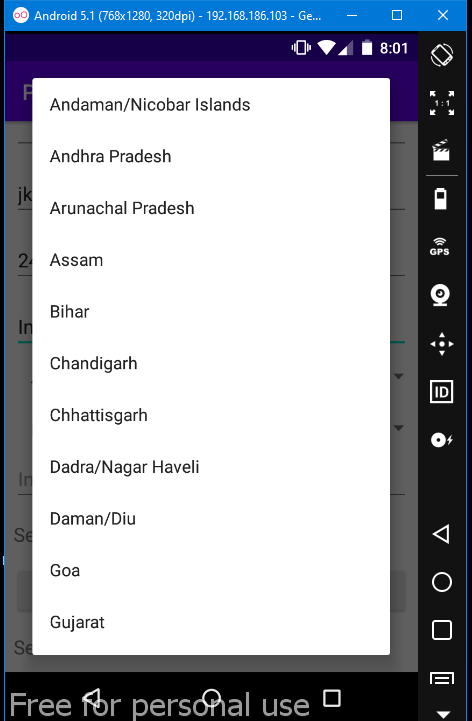 Android 5.1 (768x1280, 320dpi) - 192.168.186.103 - Ge...
8:01
P
Andaman/Nicobar Islands
Andhra Pradesh
jk
Arunachal Pradesh
24
Assam
In
Bihar
Chandigarh
Chhattisgarh
Dadra/Nagar Haveli
In
Daman/Diu
Se
Goa
Gujarat
Se
Free for personal use
1 : 1
GPS
ID